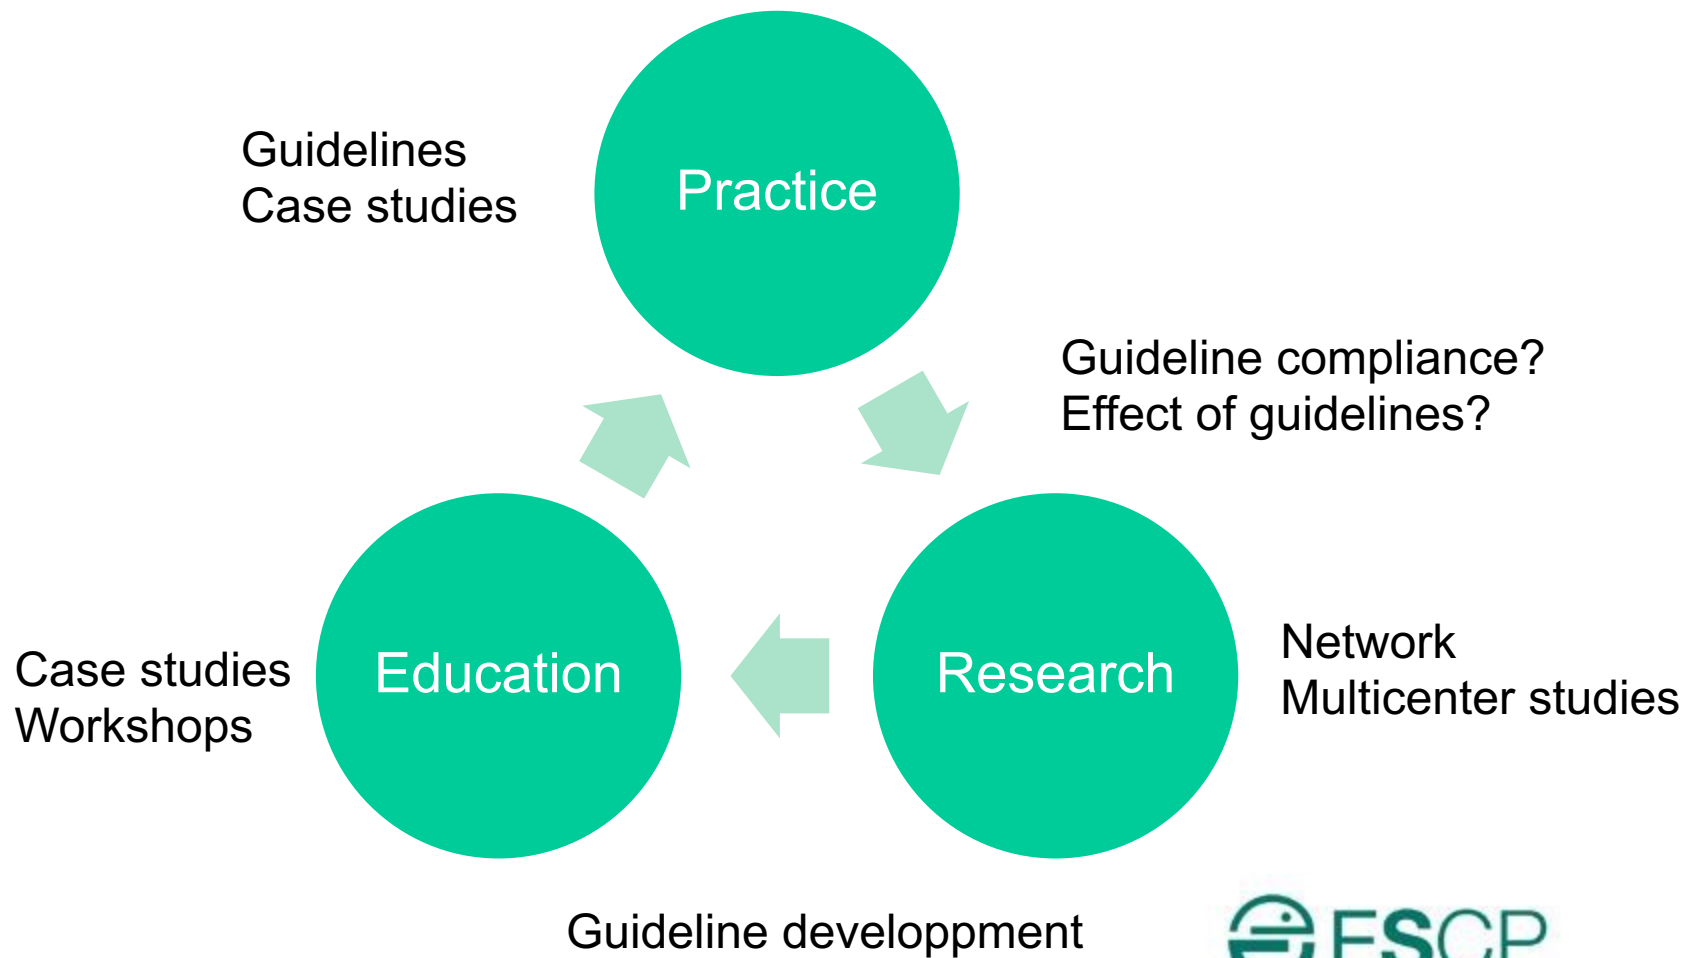 Guidelines
Case studies
Practice
Guideline compliance?
Effect of guidelines?
Case studies
Workshops
Education
Research
Network
Multicenter studies
Guideline developpment
ESCP